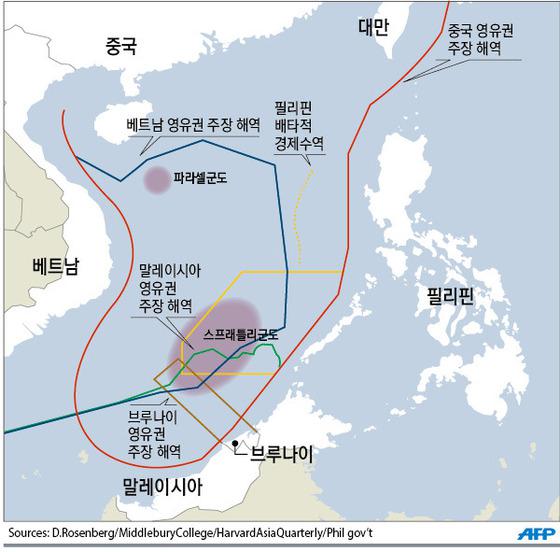 중국
대만
중국 영유권
주장 해역
필리핀
배타적
경제수역
베트남 영유권 주장 해역
파라셀군도
베트남
말레이시아
영유권
주장 해역
필리핀
스프래틀리군도
브루나이
영유권
주장 해역
브루나이
말레이시아
Sources: D.Rosenberg/MiddleburyCollege/HarvardAsiaQuarterly/Phil gov't
AFP